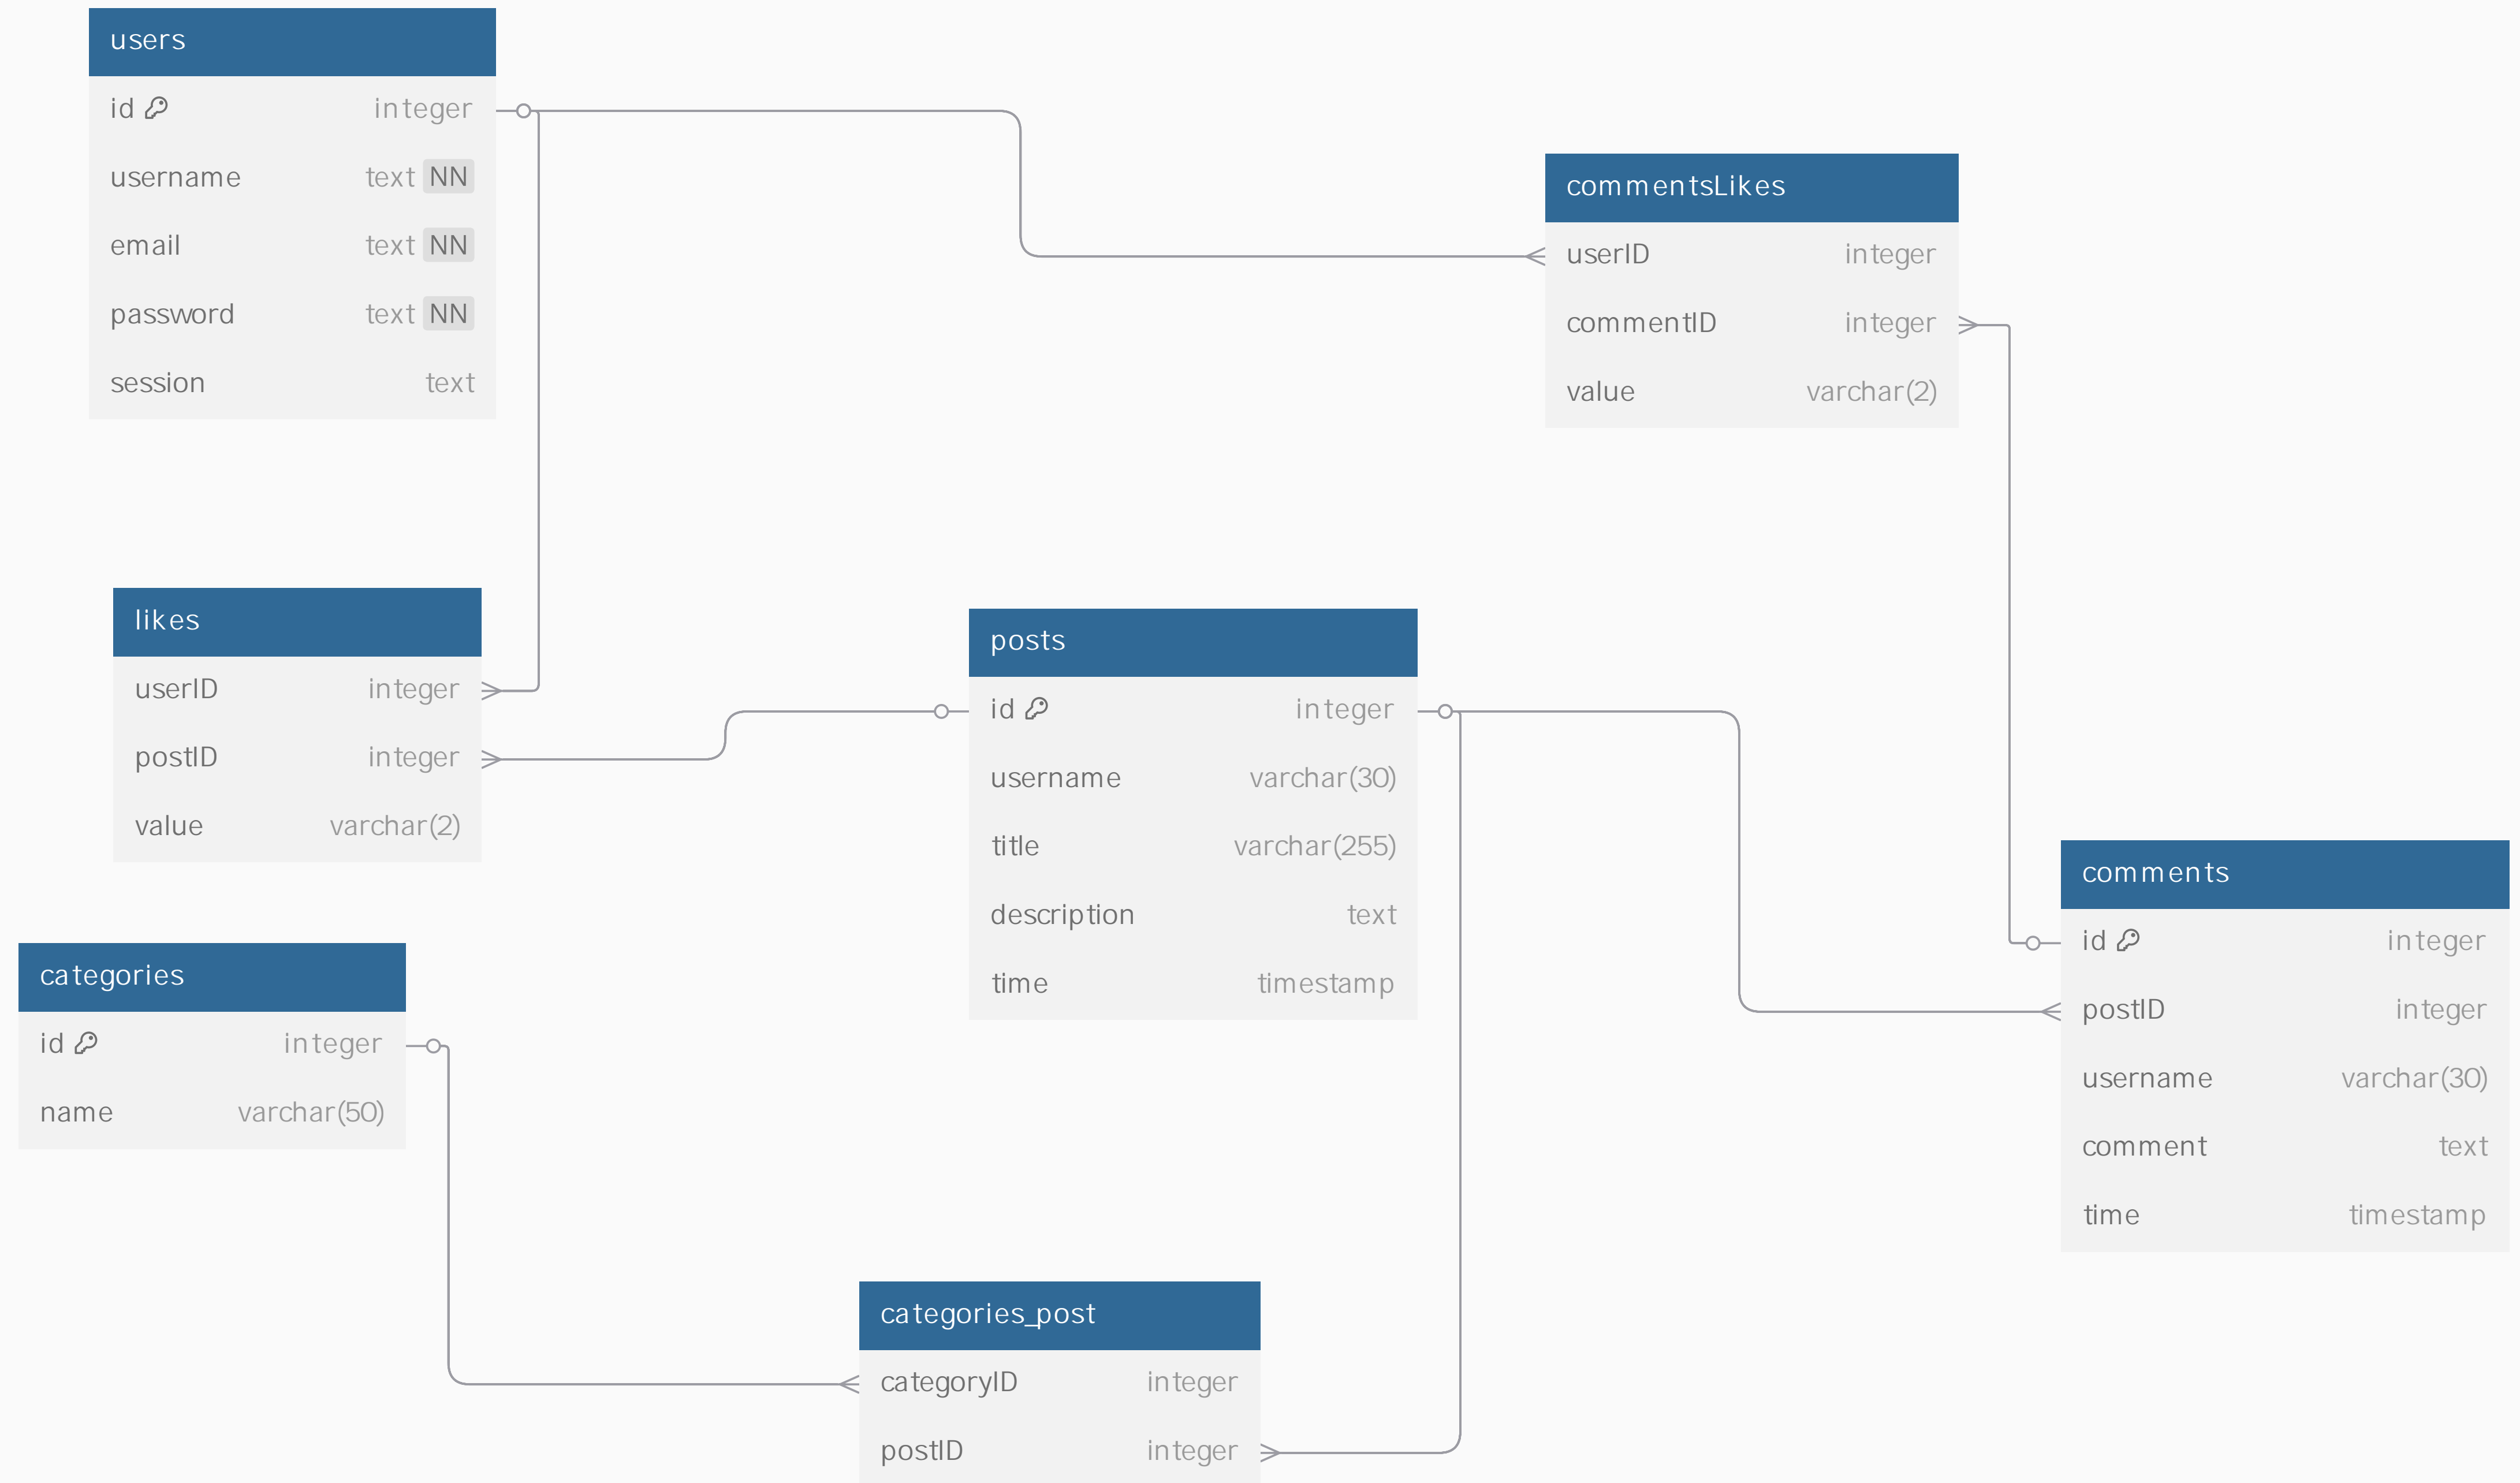 users
id integer
username text NN
email text NN
password text NN
session text
commentsLikes
userID integer
commentID integer
value varchar(2)
likes
userID integer
postID integer
value varchar(2)
posts
id integer
username varchar(30)
title varchar(255)
description text
time timestamp
comments
id integer
postID integer
username varchar(30)
comment text
time timestamp
categories
id integer
name varchar(50)
categories_post
categoryID integer
postID integer